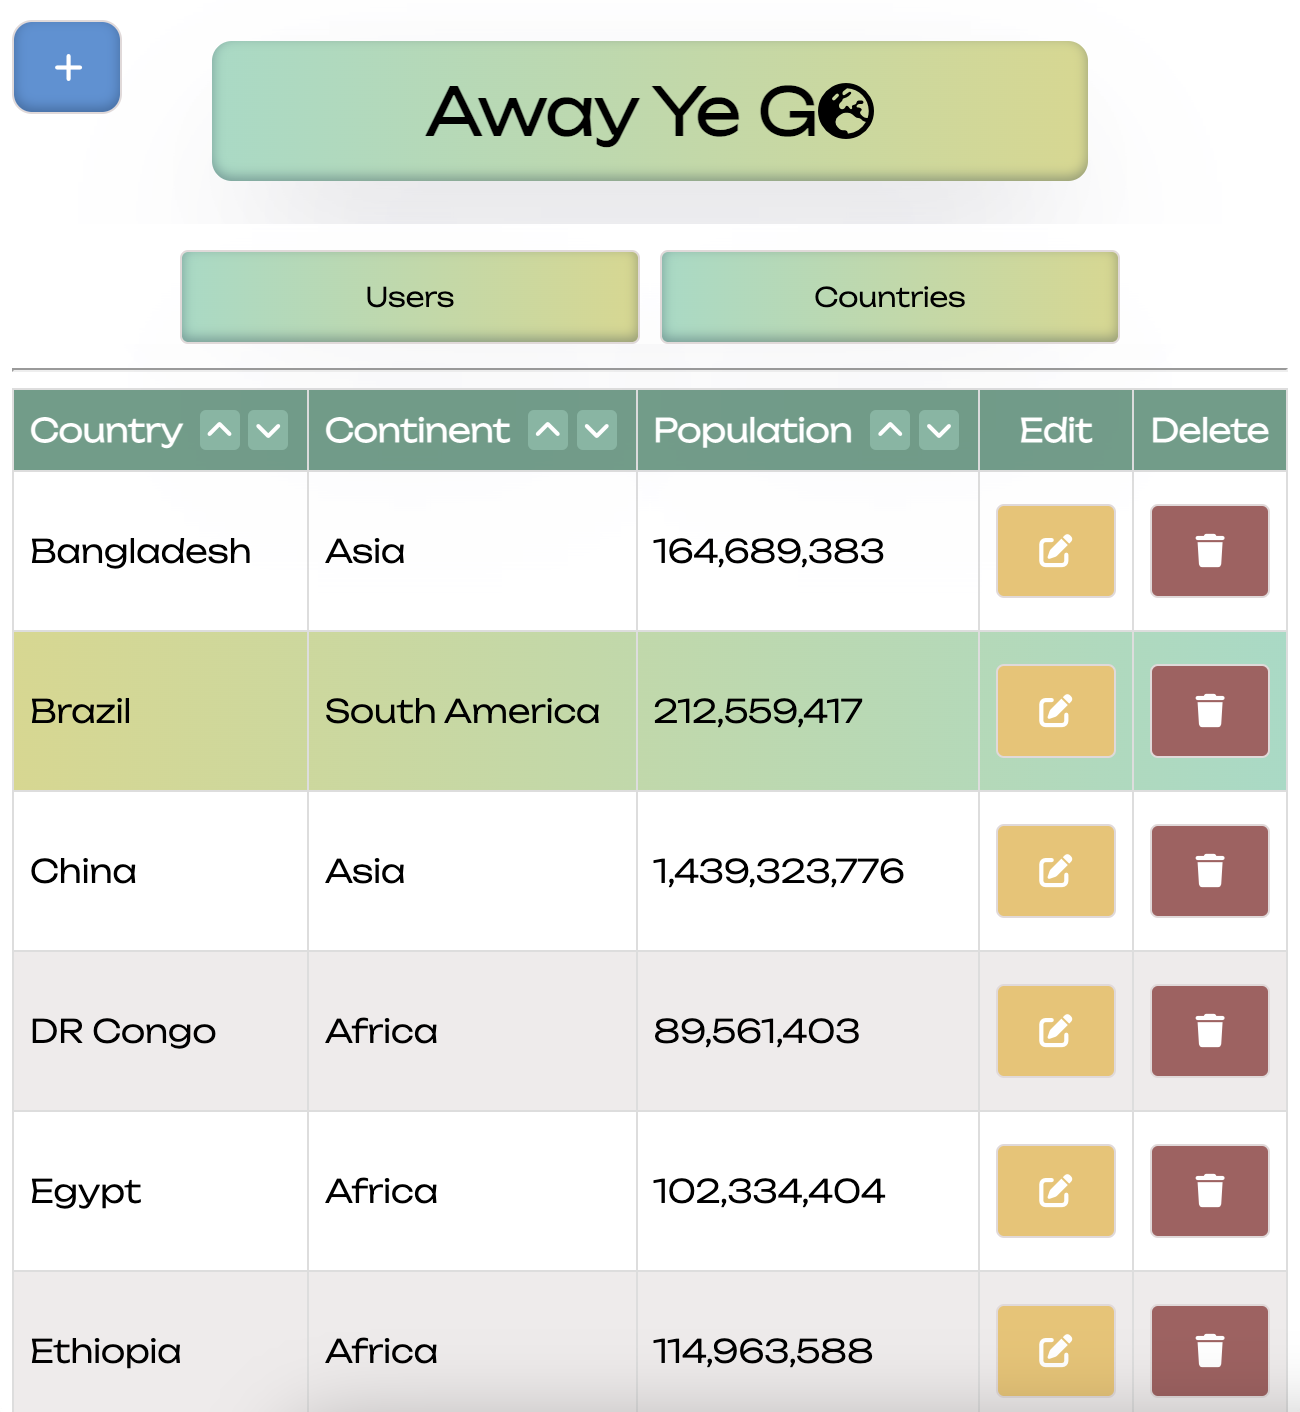 +
Away Ye G
Users Countries
Country Continent Population Edit Delete
Bangladesh Asia 164,689,383
Brazil South America 212,559,417
China Asia 1,439,323,776
DR Congo Africa 89,561,403
Egypt Africa 102,334,404
Ethiopia Africa 114,963,588